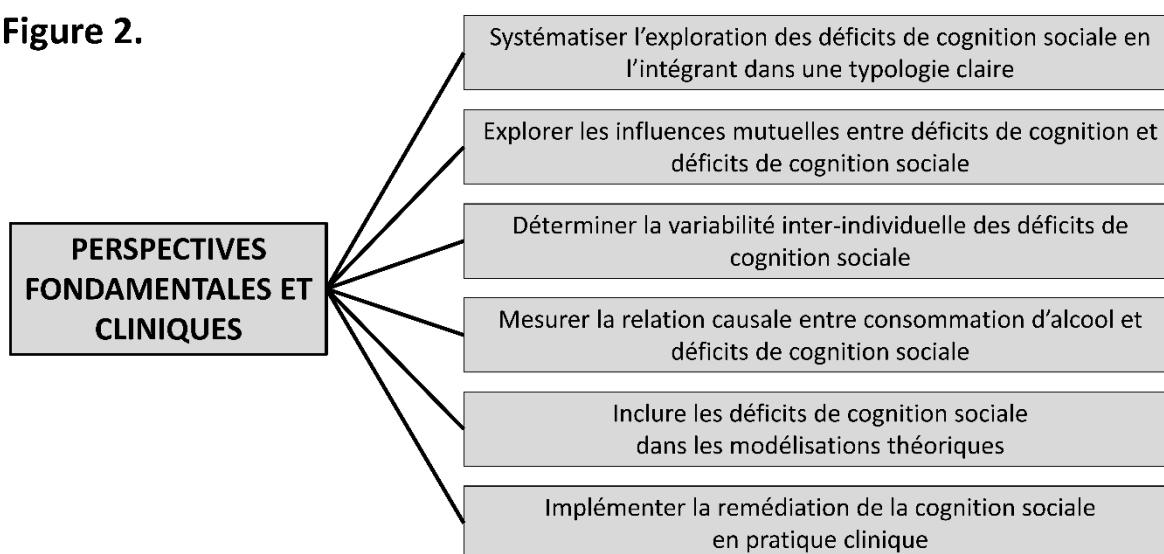 Figure 2.
Systématiser l'exploration des déficits de cognition sociale en
l'intégrant dans une typologie claire
Explorer les influences mutuelles entre déficits de cognition et
déficits de cognition sociale
Déterminer la variabilité inter-individuelle des déficits de
cognition sociale
PERSPECTIVES
FONDAMENTALES ET
CLINIQUES
Mesurer la relation causale entre consommation d'alcool et
déficits de cognition sociale
Inclure les déficits de cognition sociale
dans les modélisations théoriques
Implémenter la remédiation de la cognition sociale
en pratique clinique